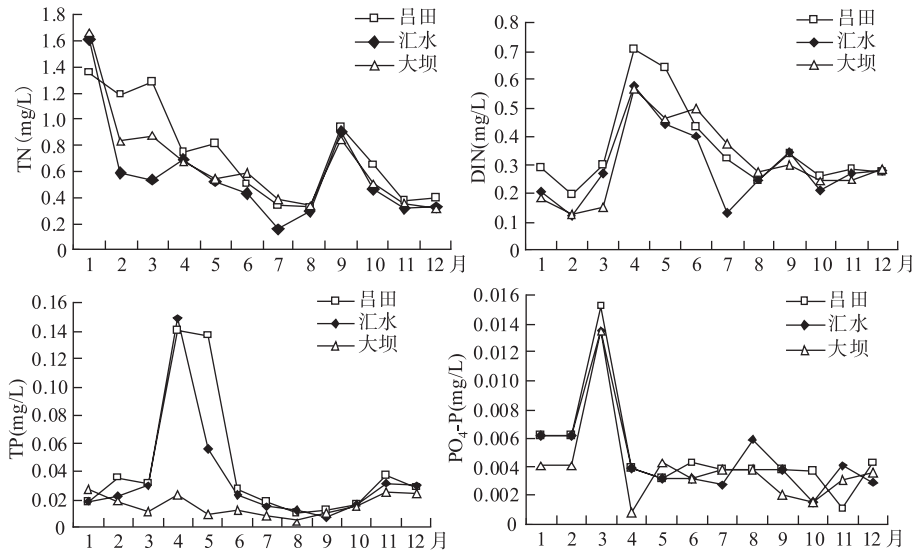 TN(mg/L)
1.8
1.6
1.4
1.2
1.0
0.8
0.6
0.4
0.2
0
1 2 3 4 5 6 7 8 9 10 11 12 月
吕田
汇水
大坝
DIN(mg/L)
0.8
0.7
0.6
0.5
0.4
0.3
0.2
0.1
0
1 2 3 4 5 6 7 8 9 10 11 12 月
吕田
汇水
大坝
TP(mg/L)
0.16
0.14
0.12
0.10
0.08
0.06
0.04
0.02
0
1 2 3 4 5 6 7 8 9 10 11 12 月
吕田
汇水
大坝
PO₄-P(mg/L)
0.016
0.014
0.012
0.010
0.008
0.006
0.004
0.002
0
1 2 3 4 5 6 7 8 9 10 11 12 月
吕田
汇水
大坝